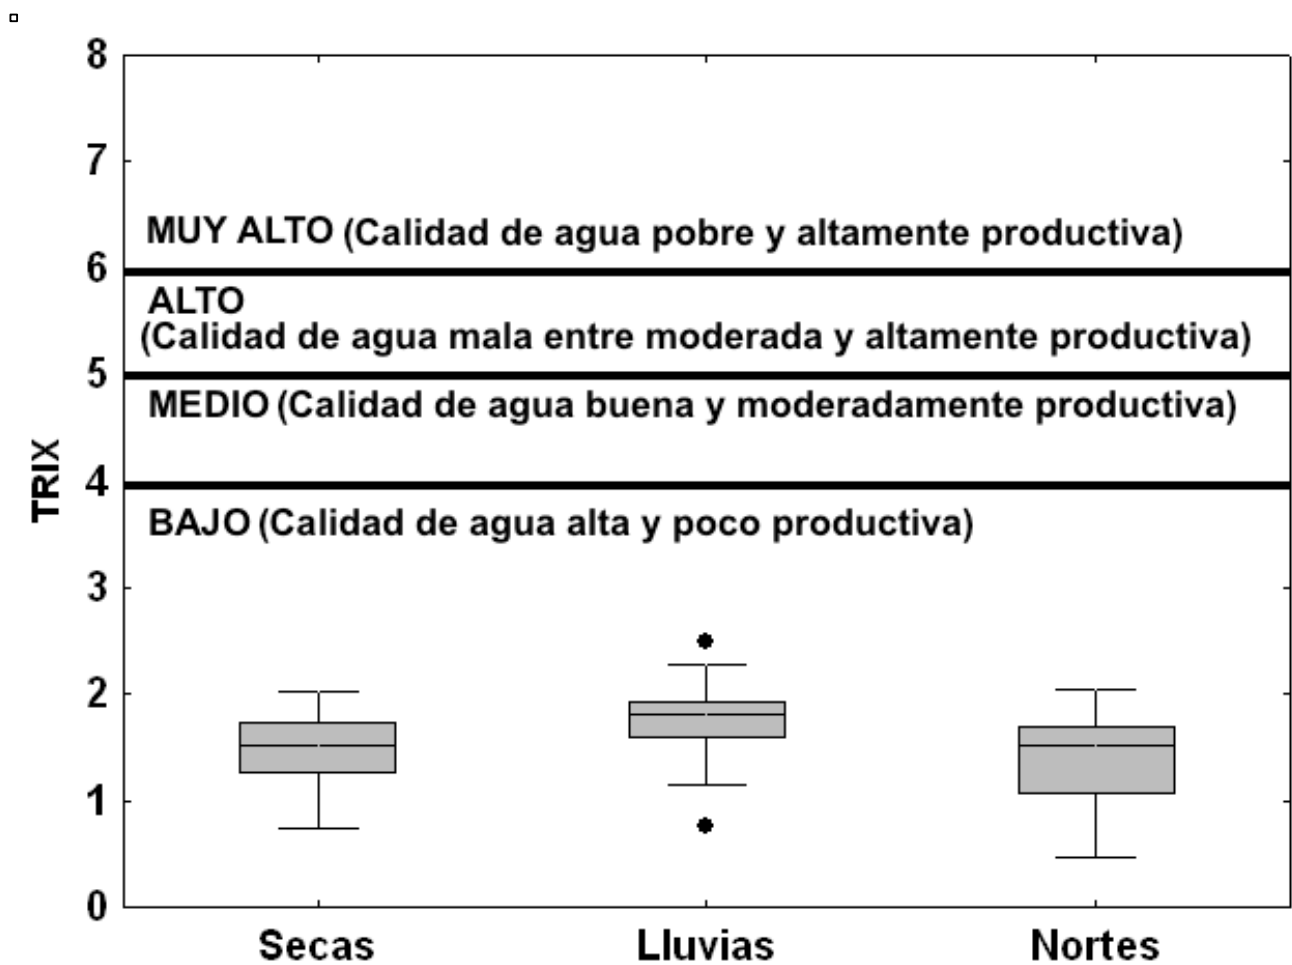 8
7
MUY ALTO (Calidad de agua pobre y altamente productiva)
6
ALTO
(Calidad de agua mala entre moderada y altamente productiva)
5
MEDIO (Calidad de agua buena y moderadamente productiva)
TRIX
4
BAJO (Calidad de agua alta y poco productiva)
3
2
1
0
Secas Lluvias Nortes